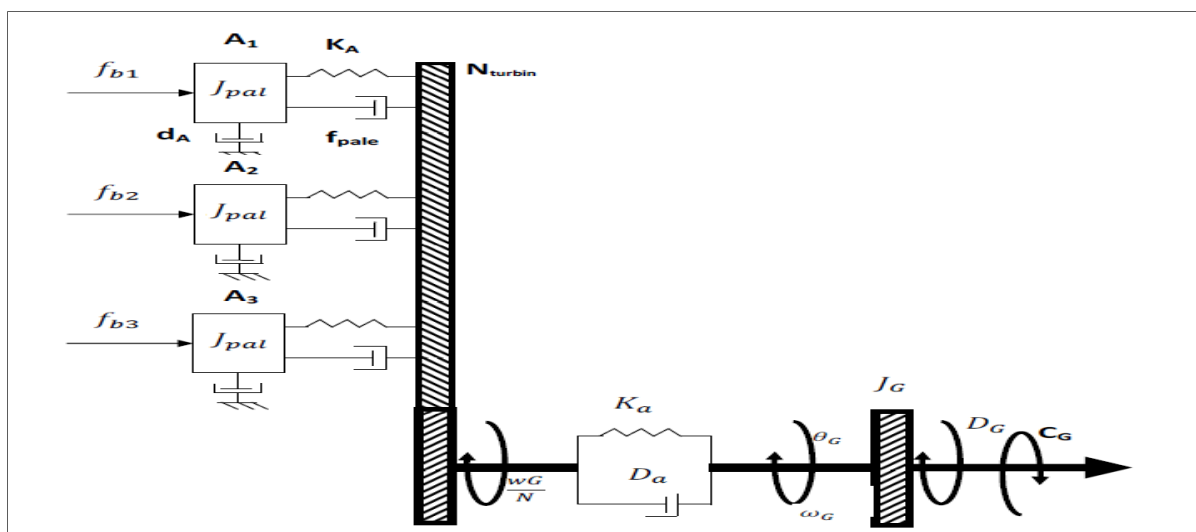 A₁
K_A
f_b1
J_pal
N_turbin
d_A
f_pale
A₂
f_b2
J_pal
A₃
f_b3
J_pal
J_G
K_a
θ_G
D_G
C_G
D_a
wG/N
ω_G